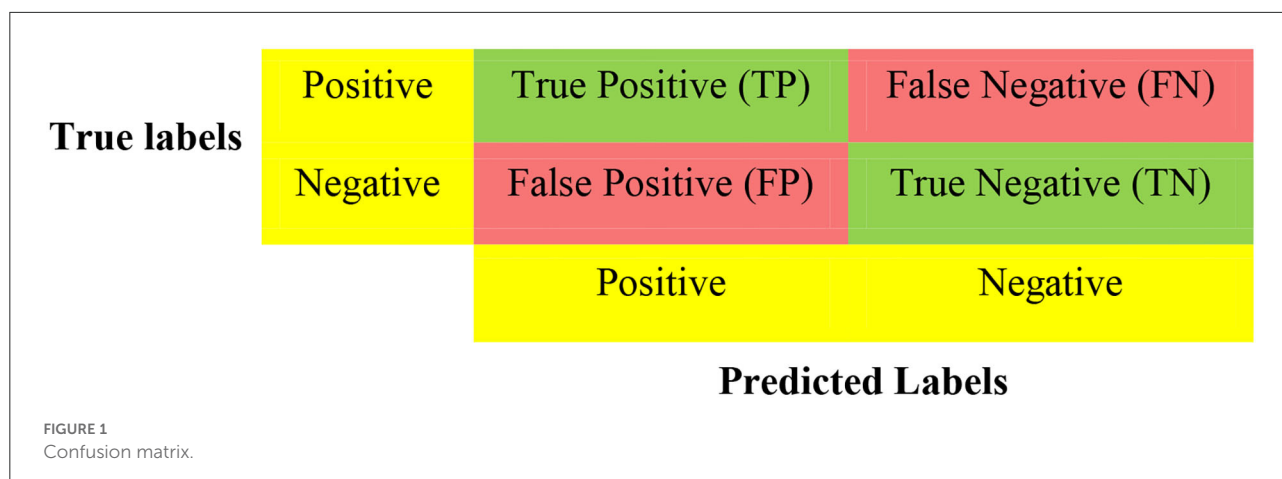 Positive True Positive (TP) False Negative (FN)
True labels
Negative False Positive (FP) True Negative (TN)
Positive Negative
Predicted Labels
FIGURE 1
Confusion matrix.